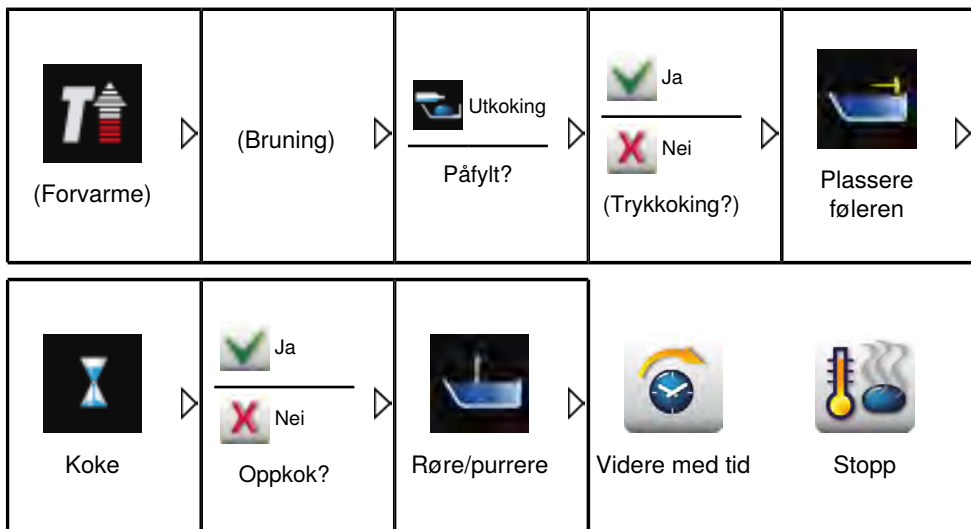 (Forvarme)
(Bruning)
Utkoking
Påfylt?
Ja
Nei
(Trykkoking?)
Plassere
føleren
Koke
Ja
Nei
Oppkok?
Røre/purrere
Videre med tid
Stopp